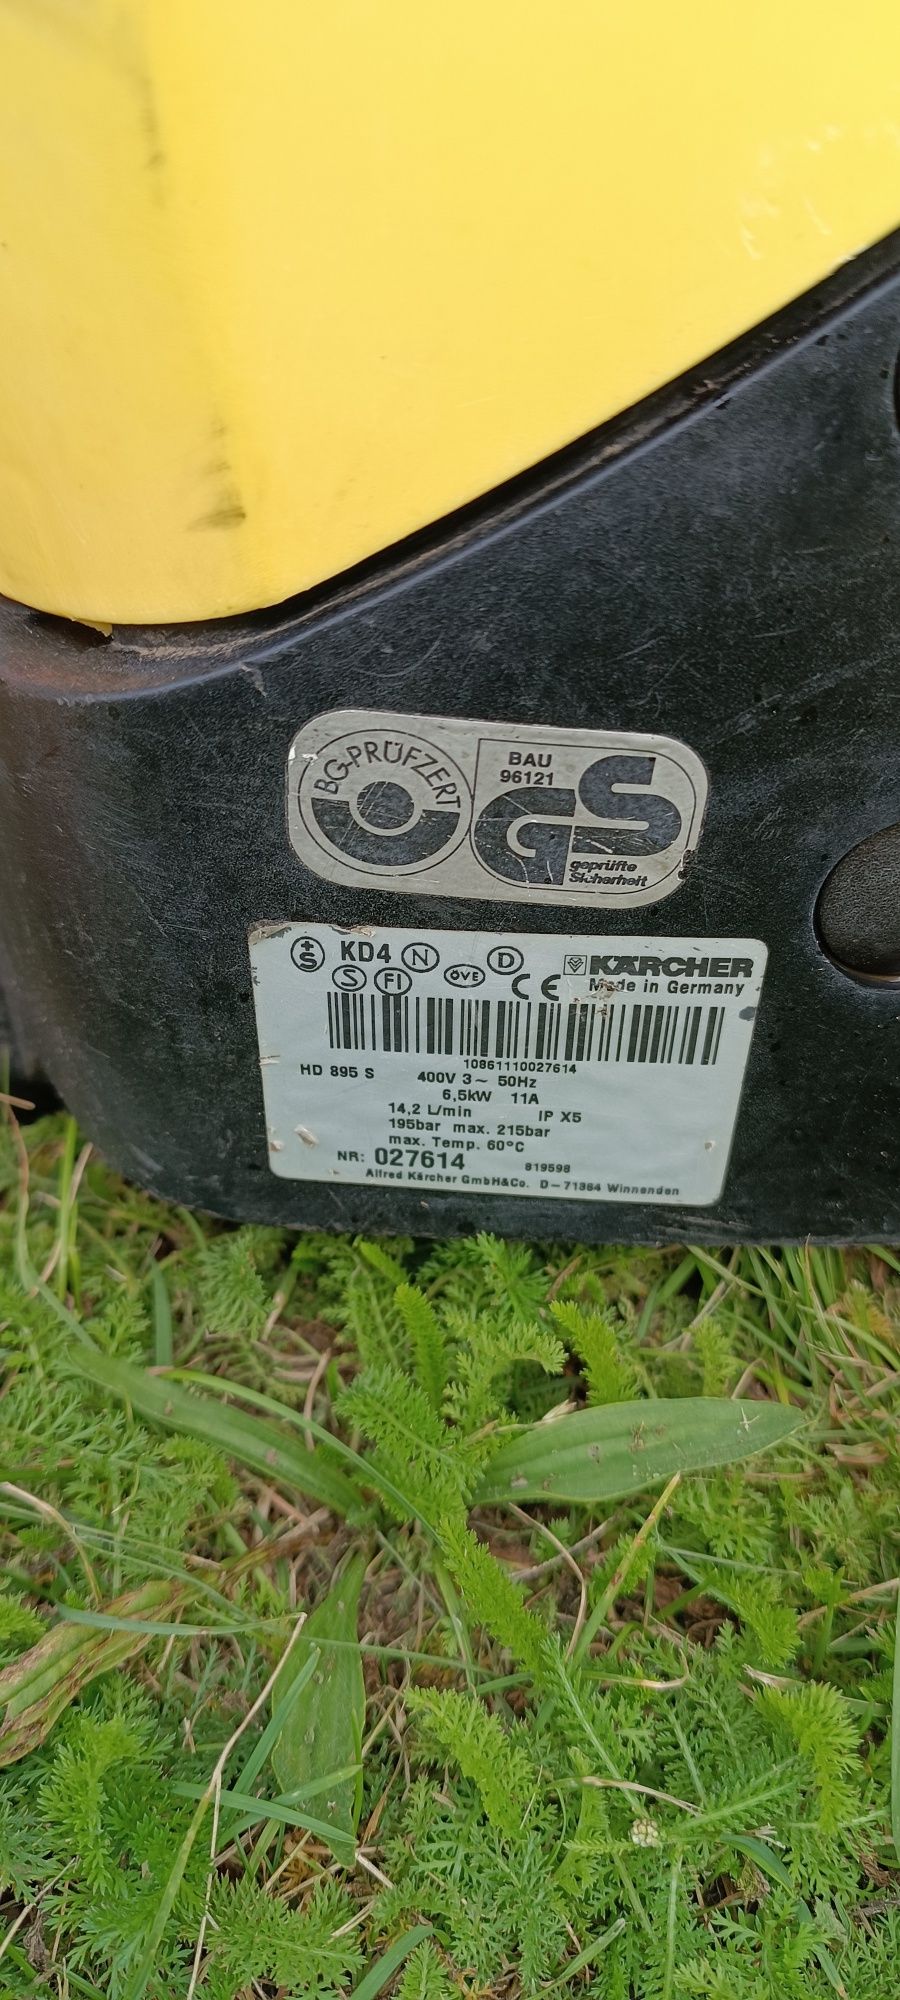 BG-PRÜFZERT
BAU
96121
GS
geprüfte
Sicherheit
+S KD4 N D KÄRCHER
S FI ÖVE CE Made in Germany
10861110027614
HD 895 S 400V 3~ 50Hz
6,5kW 11A
14,2 L/min IP X5
195bar max. 215bar
max. Temp. 60°C
NR: 027614 819598
Alfred Kärcher GmbH&Co. D-71364 Winnenden